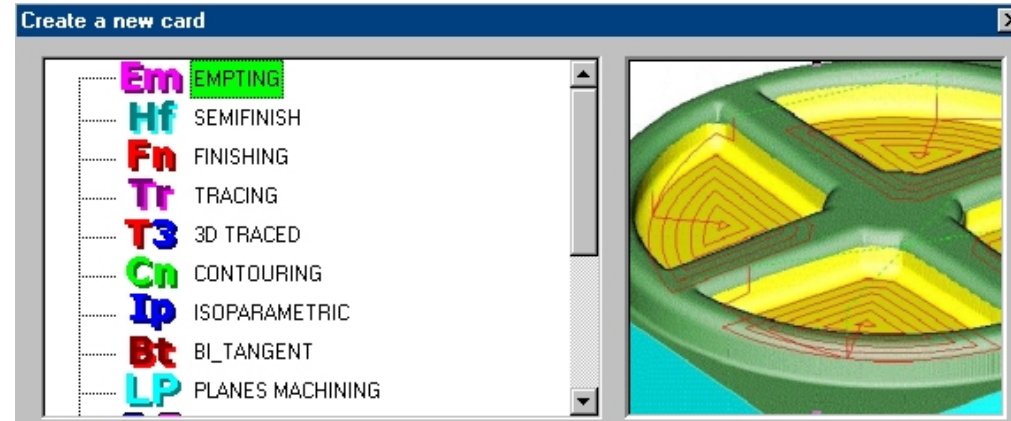 Create a new card
Em EMPTING
Hf SEMIFINISH
Fn FINISHING
Tr TRACING
T3 3D TRACED
Cn CONTOURING
Ip ISOPARAMETRIC
Bt BI_TANGENT
LP PLANES MACHINING